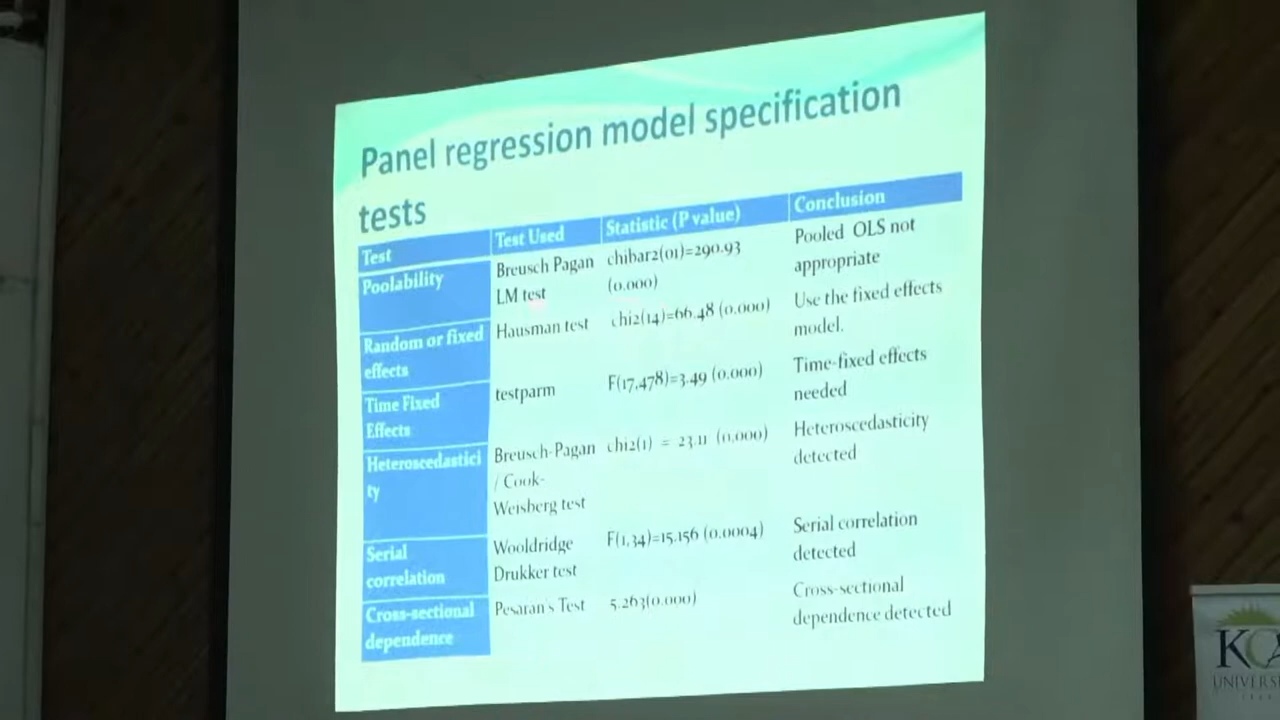 Panel regression model specification
tests
Test Test Used Statistic (P value) Conclusion
Poolability
Breusch Pagan
LM test
chibar2(01)=290.93
(0.000)
Pooled OLS not
appropriate
Random or fixed
effects
Hausman test
chi2(14)=66.48 (0.000)
Use the fixed effects
model.
Time Fixed
Effects
testparm
F(17,478)=3.49 (0.000)
Time-fixed effects
needed
Heteroscedastici
ty
Breusch-Pagan
/ Cook-
Weisberg test
chi2(1) = 23.11 (0.000)
Heteroscedasticity
detected
Serial
correlation
Wooldridge
Drukker test
F(1,34)=15.156 (0.0004)
Serial correlation
detected
Cross-sectional
dependence
Pesaran's Test
5.263(0.000)
Cross-sectional
dependence detected